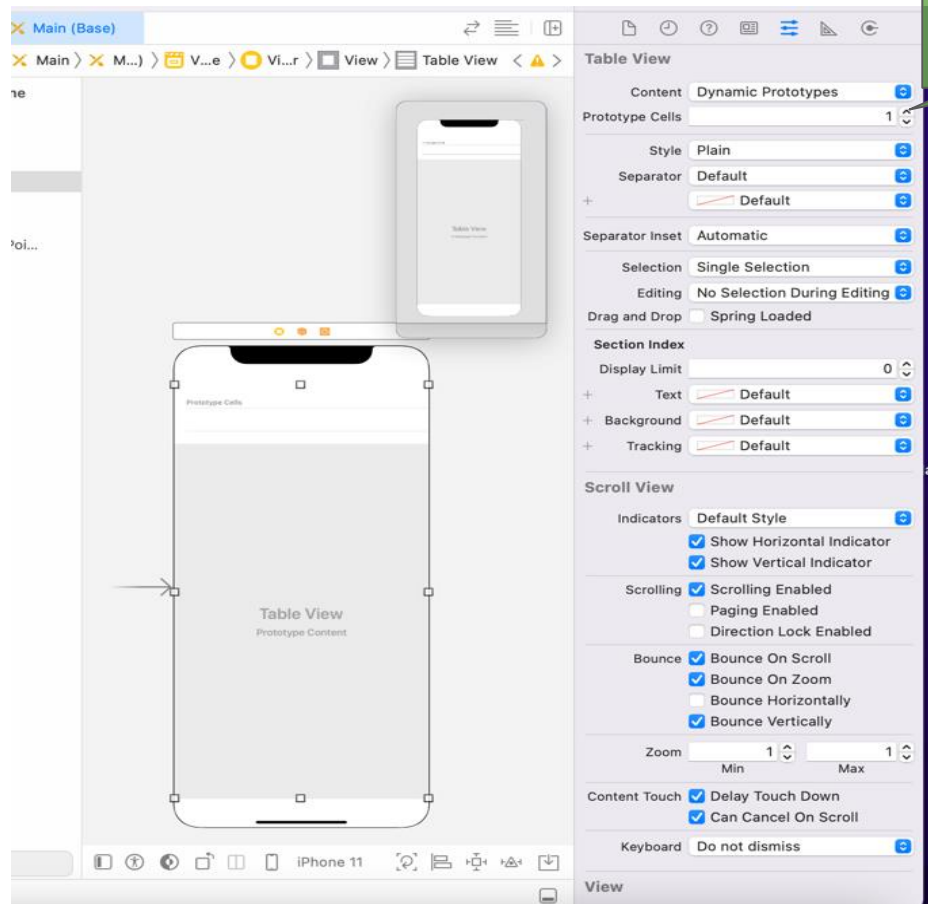 Main (Base)
Main
M...)
V...e
Vi...r
View
Table View
ne
Poi...
Prototype Cells
Table View
Prototype Content
Table View
Prototype Content
iPhone 11
Table View
Content Dynamic Prototypes
Prototype Cells 1
Style Plain
Separator Default
+ Default
Separator Inset Automatic
Selection Single Selection
Editing No Selection During Editing
Drag and Drop Spring Loaded
Section Index
Display Limit 0
+ Text Default
+ Background Default
+ Tracking Default
Scroll View
Indicators Default Style
Show Horizontal Indicator
Show Vertical Indicator
Scrolling Scrolling Enabled
Paging Enabled
Direction Lock Enabled
Bounce Bounce On Scroll
Bounce On Zoom
Bounce Horizontally
Bounce Vertically
Zoom 1 1
Min Max
Content Touch Delay Touch Down
Can Cancel On Scroll
Keyboard Do not dismiss
View